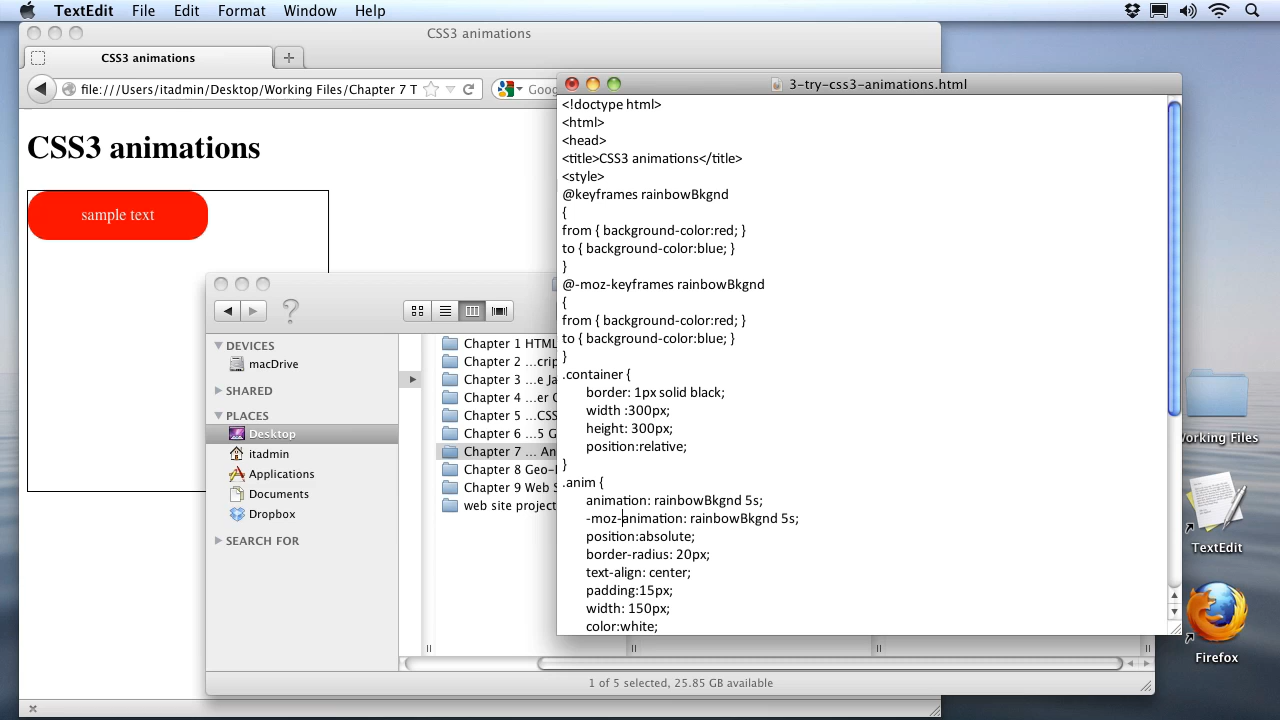 TextEdit File Edit Format Window Help
CSS3 animations
CSS3 animations
file:///Users/itadmin/Desktop/Working Files/Chapter 7 T
Goo
CSS3 animations
sample text
DEVICES
macDrive
SHARED
PLACES
Desktop
itadmin
Applications
Documents
Dropbox
SEARCH FOR
Chapter 1 HTML
Chapter 2 ...crip
Chapter 3 ...e Ja
Chapter 4 ...er C
Chapter 5 ...CSS
Chapter 6 ...5 G
Chapter 7 ... An
Chapter 8 Geo-
Chapter 9 Web S
web site project
1 of 5 selected, 25.85 GB available
3-try-css3-animations.html
<!doctype html>
<html>
<head>
<title>CSS3 animations</title>
<style>
@keyframes rainbowBkgnd
{
from { background-color:red; }
to { background-color:blue; }
}
@-moz-keyframes rainbowBkgnd
{
from { background-color:red; }
to { background-color:blue; }
}
.container {
border: 1px solid black;
width :300px;
height: 300px;
position:relative;
}
.anim {
animation: rainbowBkgnd 5s;
-moz-animation: rainbowBkgnd 5s;
position:absolute;
border-radius: 20px;
text-align: center;
padding:15px;
width: 150px;
color:white;
Working Files
TextEdit
Firefox